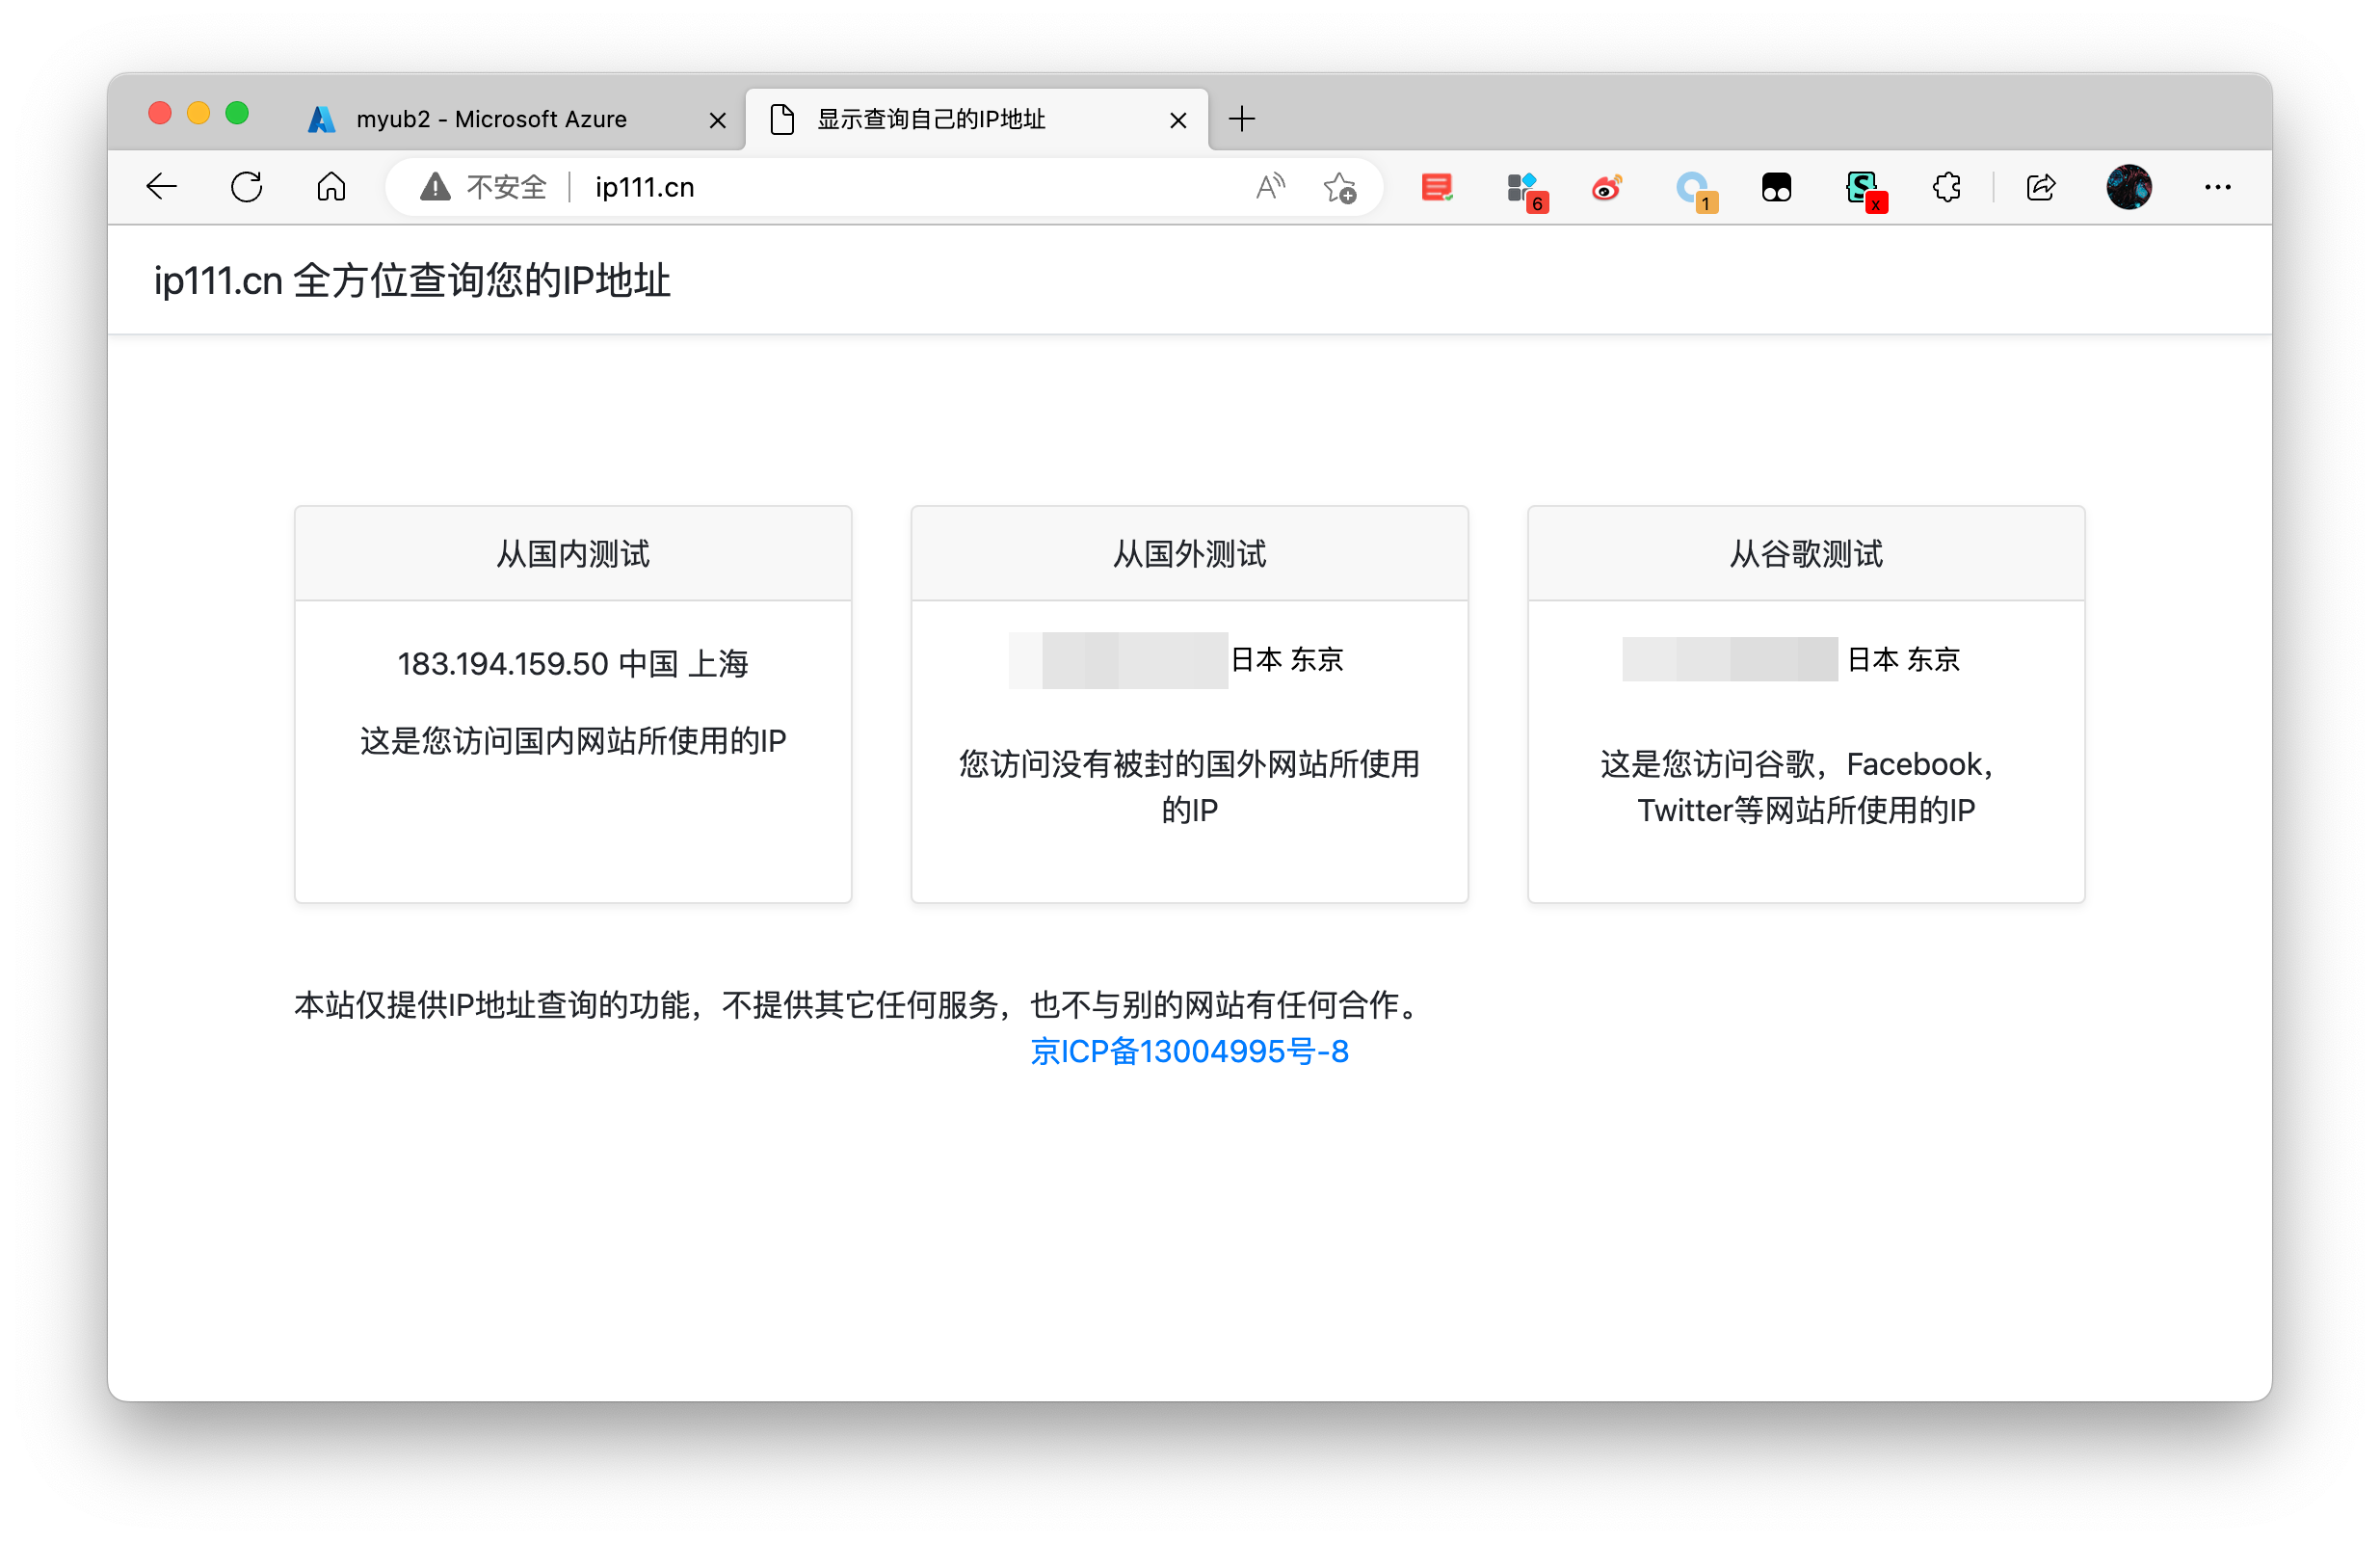 myub2 - Microsoft Azure
显示查询自己的IP地址
不安全
ip111.cn
6
1
x
ip111.cn 全方位查询您的IP地址
从国内测试
183.194.159.50 中国 上海
这是您访问国内网站所使用的IP
从国外测试
日本 东京
您访问没有被封的国外网站所使用
的IP
从谷歌测试
日本 东京
这是您访问谷歌，Facebook，
Twitter等网站所使用的IP
本站仅提供IP地址查询的功能，不提供其它任何服务，也不与别的网站有任何合作。
京ICP备13004995号-8